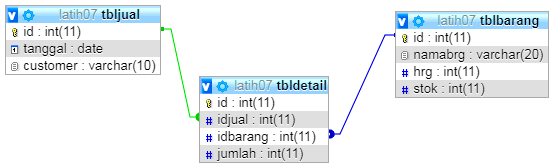 latih07 tbljual
id : int(11)
tanggal : date
customer : varchar(10)
latih07 tblbarang
id : int(11)
namabrg : varchar(20)
hrg : int(11)
stok : int(11)
latih07 tbldetail
id : int(11)
idjual : int(11)
idbarang : int(11)
jumlah : int(11)